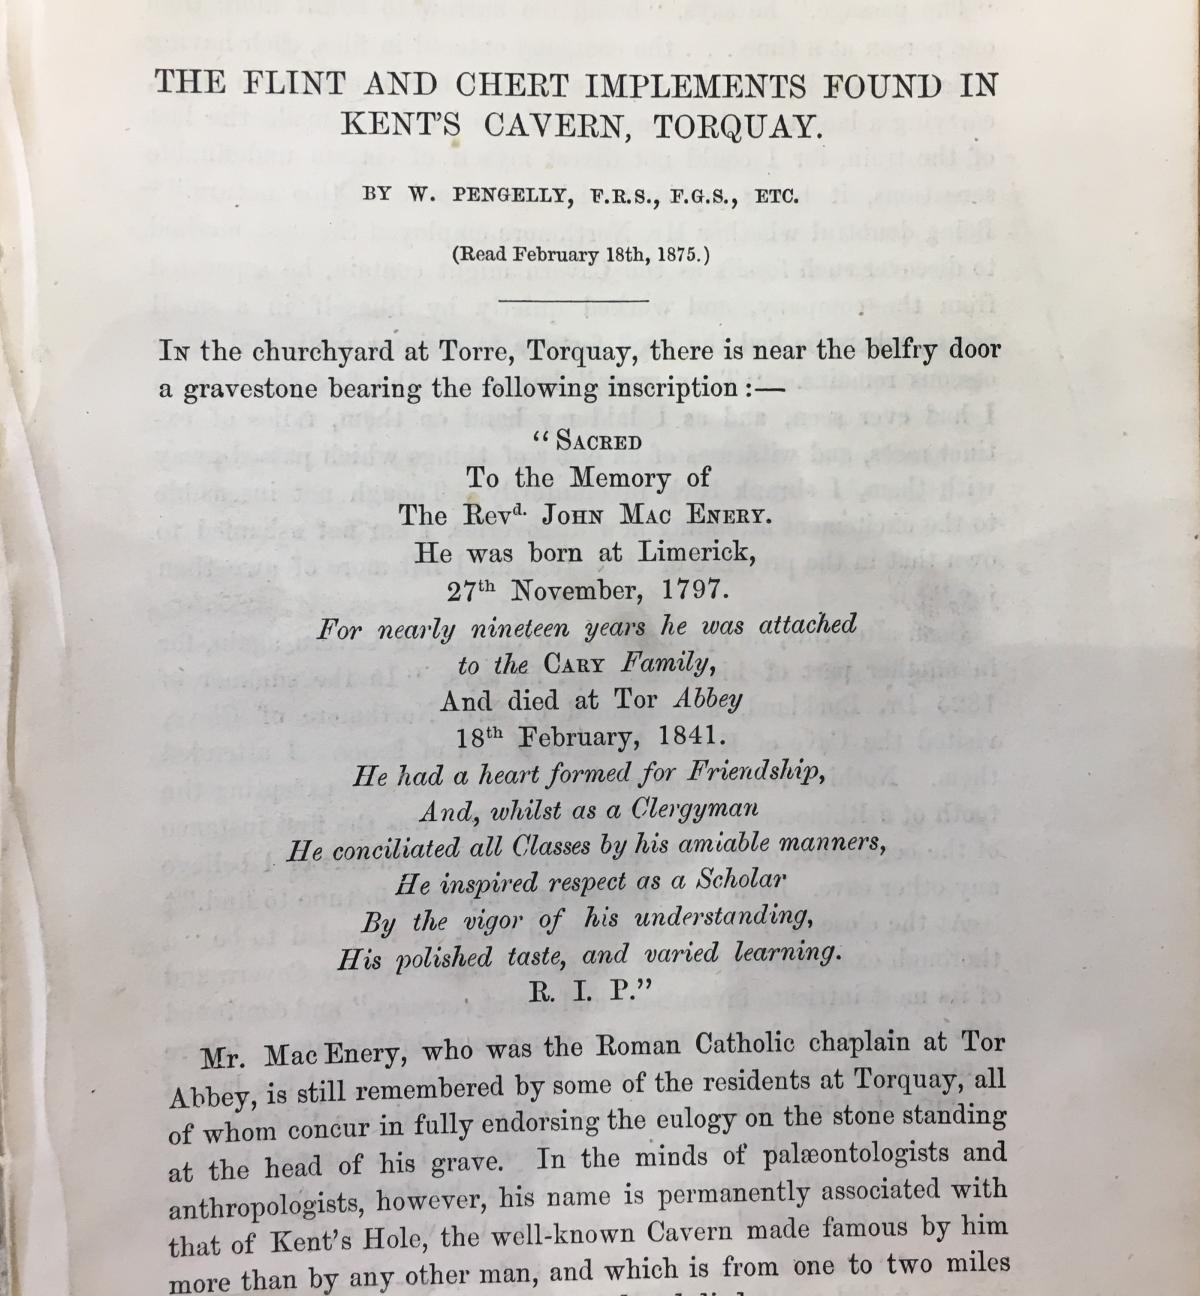 THE FLINT AND CHERT IMPLEMENTS FOUND IN
KENT'S CAVERN, TORQUAY.
BY W. PENGELLY, F.R.S., F.G.S., ETC.
(Read February 18th, 1875.)
IN the churchyard at Torre, Torquay, there is near the belfry door
a gravestone bearing the following inscription :—
“ SACRED
To the Memory of
The Revd. JOHN MAC ENERY.
He was born at Limerick,
27th November, 1797.
For nearly nineteen years he was attached
to the CARY Family,
And died at Tor Abbey
18th February, 1841.
He had a heart formed for Friendship,
And, whilst as a Clergyman
He conciliated all Classes by his amiable manners,
He inspired respect as a Scholar
By the vigor of his understanding,
His polished taste, and varied learning.
R. I. P.”
Mr. Mac Enery, who was the Roman Catholic chaplain at Tor
Abbey, is still remembered by some of the residents at Torquay, all
of whom concur in fully endorsing the eulogy on the stone standing
at the head of his grave. In the minds of palæontologists and
anthropologists, however, his name is permanently associated with
that of Kent's Hole, the well-known Cavern made famous by him
more than by any other man, and which is from one to two miles